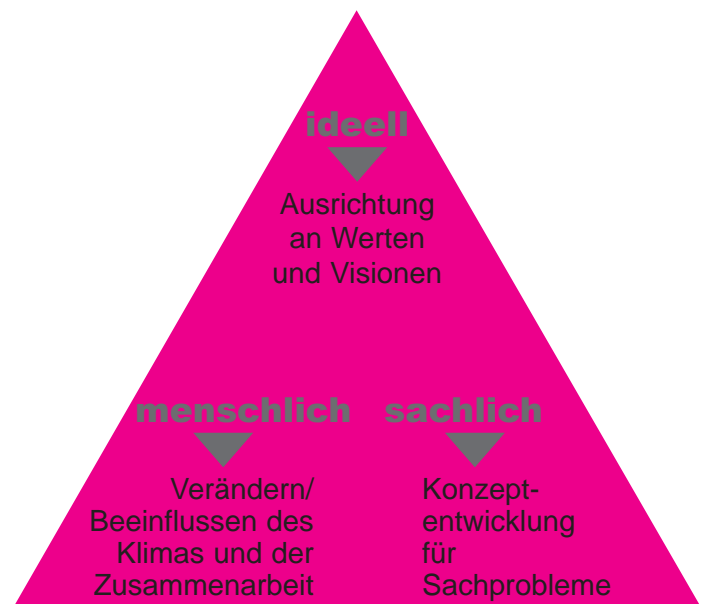 ideell
Ausrichtung
an Werten
und Visionen
menschlich
Verändern/
Beeinflussen des
Klimas und der
Zusammenarbeit
sachlich
Konzept-
entwicklung
für
Sachprobleme